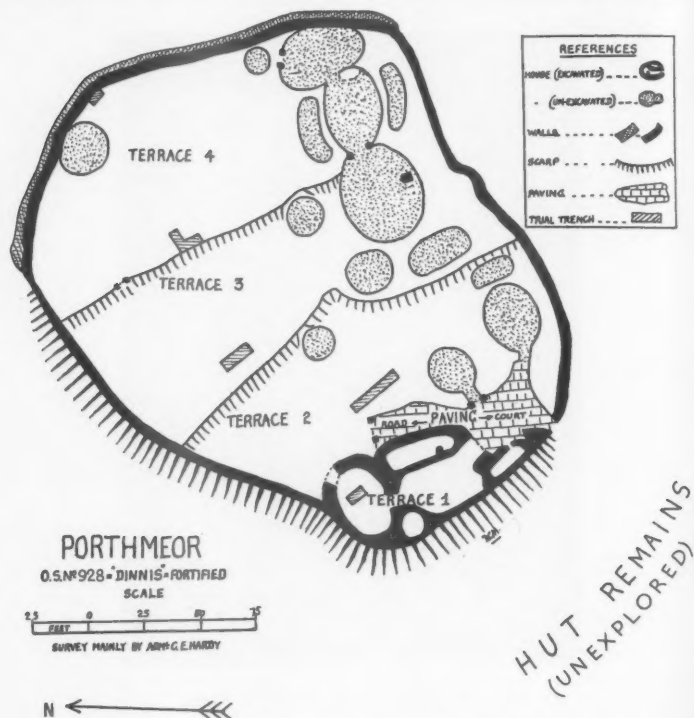 REFERENCES
HOUSE (EXCAVATED)
" (UN-EXCAVATED)
WALLS
SCARP
PAVING
TRIAL TRENCH
TERRACE 4
TERRACE 3
TERRACE 2
ROAD PAVING COURT
TERRACE 1
PORTHMEOR
O.S. Nº 928 = "DINNIS" = FORTIFIED
SCALE
25 0 25 50 75
FEET
SURVEY MAINLY BY
HUT REMAINS
(UNEXPLORED)
N